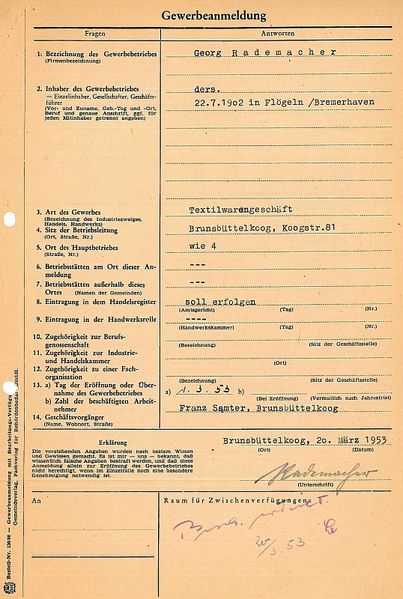 Gewerbeanmeldung
Fragen
Antworten
1. Bezeichnung des Gewerbebetriebes
(Firmenbezeichnung)
Georg Rademacher
2. Inhaber des Gewerbebetriebes
— Einzelinhaber, Gesellschafter, Geschäftsführer
(Vor- und Zuname, Geb.-Tag und -Ort, Beruf und genaue Anschrift, ggf. für jeden Mitinhaber getrennt angeben)
ders.
22.7.19o2 in Flögeln /Bremerhaven
3. Art des Gewerbes
(Bezeichnung des Industriezweiges, Handels, Handwerks)
Textilwarengeschäft
4. Sitz der Betriebsleitung
(Ort, Straße, Nr.)
Brunsbüttelkoog, Koogstr.81
5. Ort des Hauptbetriebes
(Straße, Nr.)
wie 4
6. Betriebstätten am Ort dieser Anmeldung
---
7. Betriebstätten außerhalb dieses Ortes (Namen der Gemeinden)
---
8. Eintragung in dem Handelsregister
soll erfolgen
(Amtsgericht) (Tag) (Nr.)
9. Eintragung in der Handwerksrolle
----
(Handwerkskammer) (Tag) (Nr.)
10. Zugehörigkeit zur Berufsgenossenschaft
(Bezeichnung) (Sitz der Geschäftsstelle)
11. Zugehörigkeit zur Industrie- und Handelskammer
(Ort)
12. Zugehörigkeit zu einer Fachorganisation
(Bezeichnung) (Sitz der Geschäftsstelle)
13. a) Tag der Eröffnung oder Übernahme des Gewerbebetriebes
a) 1.3.53 b)
b) Zahl der beschäftigten Arbeitnehmer
(Bei Eröffnung) (Vermutlich nach Jahresfrist)
14. Geschäftsvorgänger
(Name, Wohnort, Straße)
Franz Samter, Brunsbüttelkoog
Erklärung
Die vorstehenden Angaben wurden nach bestem Wissen und Gewissen gemacht. Es ist mir — uns — bekannt, daß wissentlich falsche Angaben bestraft werden, und daß diese Anmeldung allein zur Eröffnung des Gewerbebetriebes nicht berechtigt, wenn im Einzelfalle noch eine besondere Genehmigung notwendig ist.
Brunsbüttelkoog, 2o. März 1953
(Ort) (Datum)
Rademacher
(Unterschrift)
An
Raum für Zwischenverfügungen
3.53